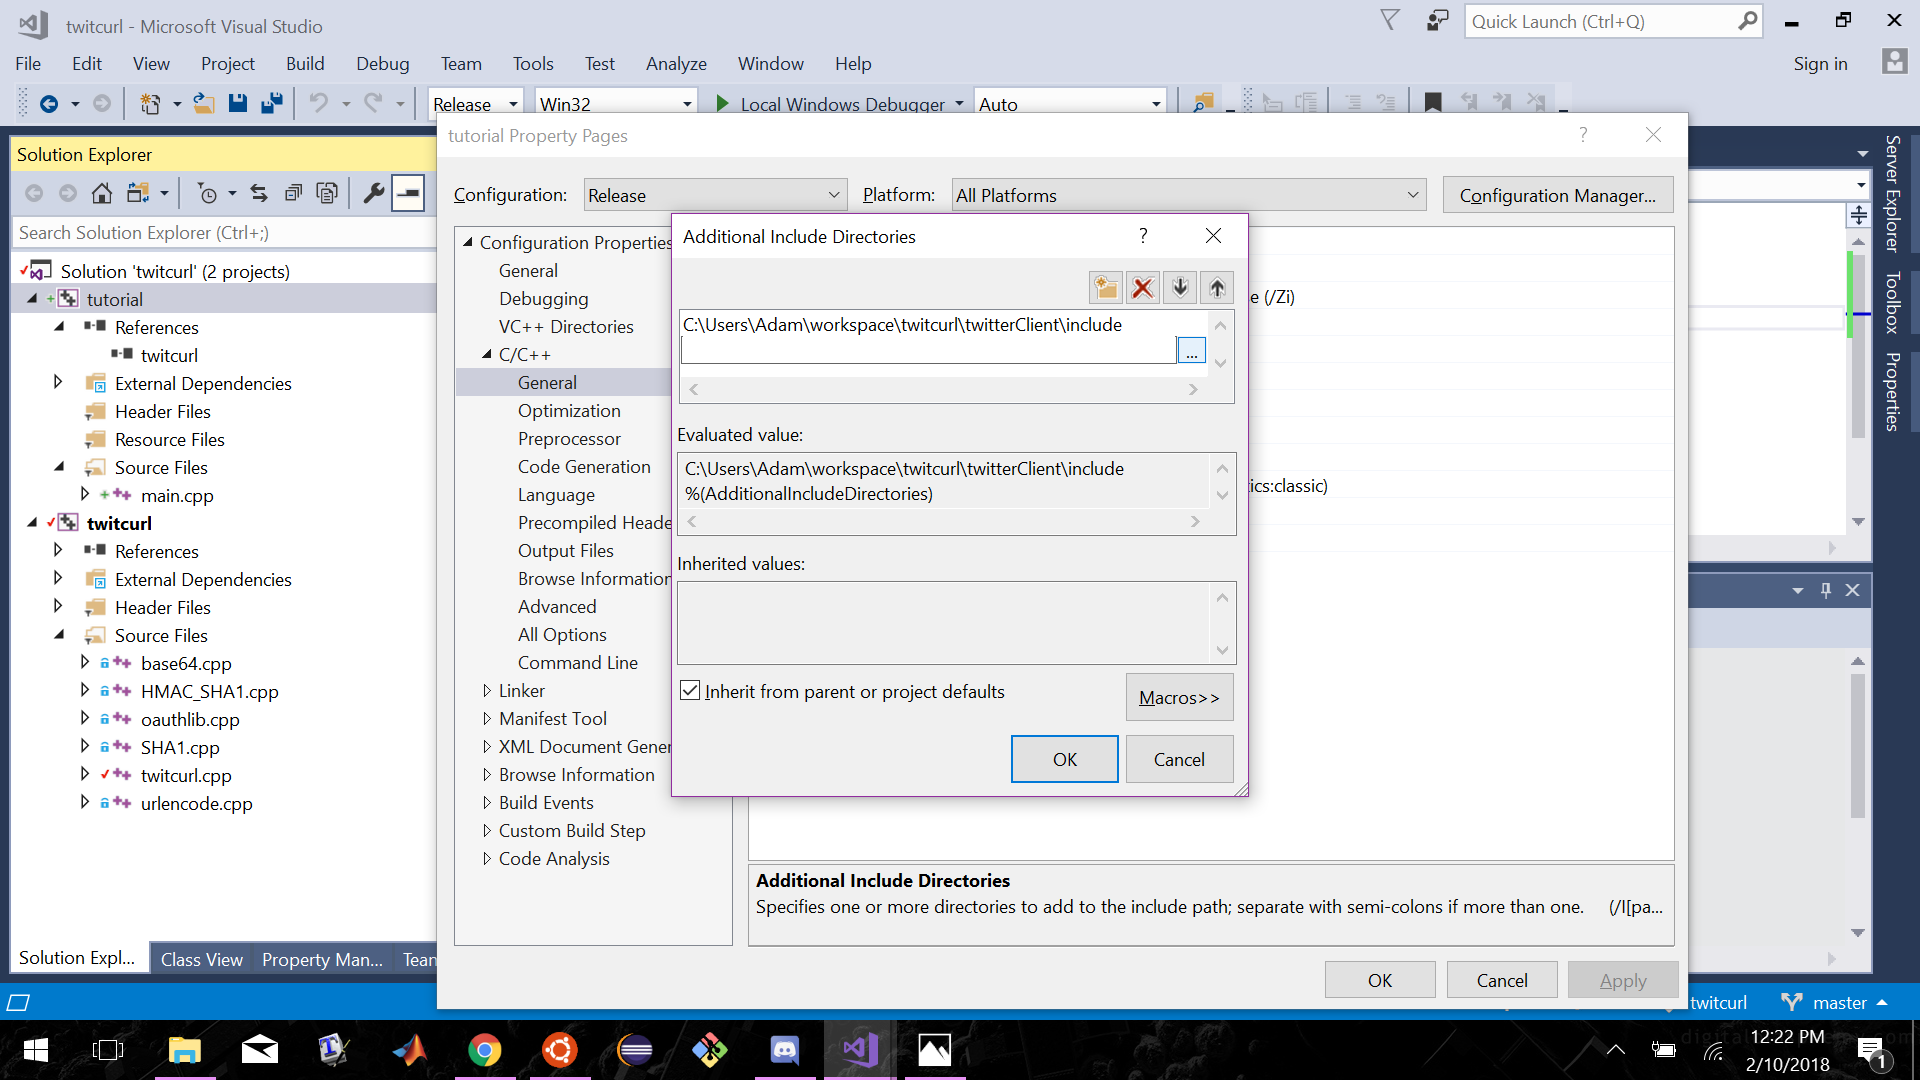 twitcurl - Microsoft Visual Studio
Quick Launch (Ctrl+Q)
File Edit View Project Build Debug Team Tools Test Analyze Window Help
Sign in
Release Win32 Local Windows Debugger Auto
tutorial Property Pages
Configuration: Release Platform: All Platforms Configuration Manager...
Solution Explorer
Search Solution Explorer (Ctrl+;)
Solution 'twitcurl' (2 projects)
tutorial
References
twitcurl
External Dependencies
Header Files
Resource Files
Source Files
main.cpp
twitcurl
References
External Dependencies
Header Files
Source Files
base64.cpp
HMAC_SHA1.cpp
oauthlib.cpp
SHA1.cpp
twitcurl.cpp
urlencode.cpp
Solution Expl... Class View Property Man... Team
Configuration Properties
General
Debugging
VC++ Directories
C/C++
General
Optimization
Preprocessor
Code Generation
Language
Precompiled Heade
Output Files
Browse Information
Advanced
All Options
Command Line
Linker
Manifest Tool
XML Document Gener
Browse Information
Build Events
Custom Build Step
Code Analysis
Additional Include Directories
C:\Users\Adam\workspace\twitcurl\twitterClient\include
...
Evaluated value:
C:\Users\Adam\workspace\twitcurl\twitterClient\include
%(AdditionalIncludeDirectories)
Inherited values:
Inherit from parent or project defaults
Macros>>
OK Cancel
e (/Zi)
ics:classic)
Additional Include Directories
Specifies one or more directories to add to the include path; separate with semi-colons if more than one. (/I[pa...
OK Cancel Apply
Server Explorer
Toolbox
Properties
twitcurl master
12:22 PM
2/10/2018
1